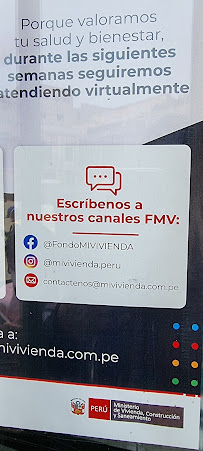 Porque valoramos
tu salud y bienestar,
durante las siguientes
semanas seguiremos
atendiendo virtualmente
Escríbenos a
nuestros canales FMV:
@FondoMIVIVIENDA
@mivivienda.peru
contactenos@mivivienda.com.pe
a a:
mivivienda.com.pe
PERÚ
Ministerio
de Vivienda, Construcción
y Saneamiento